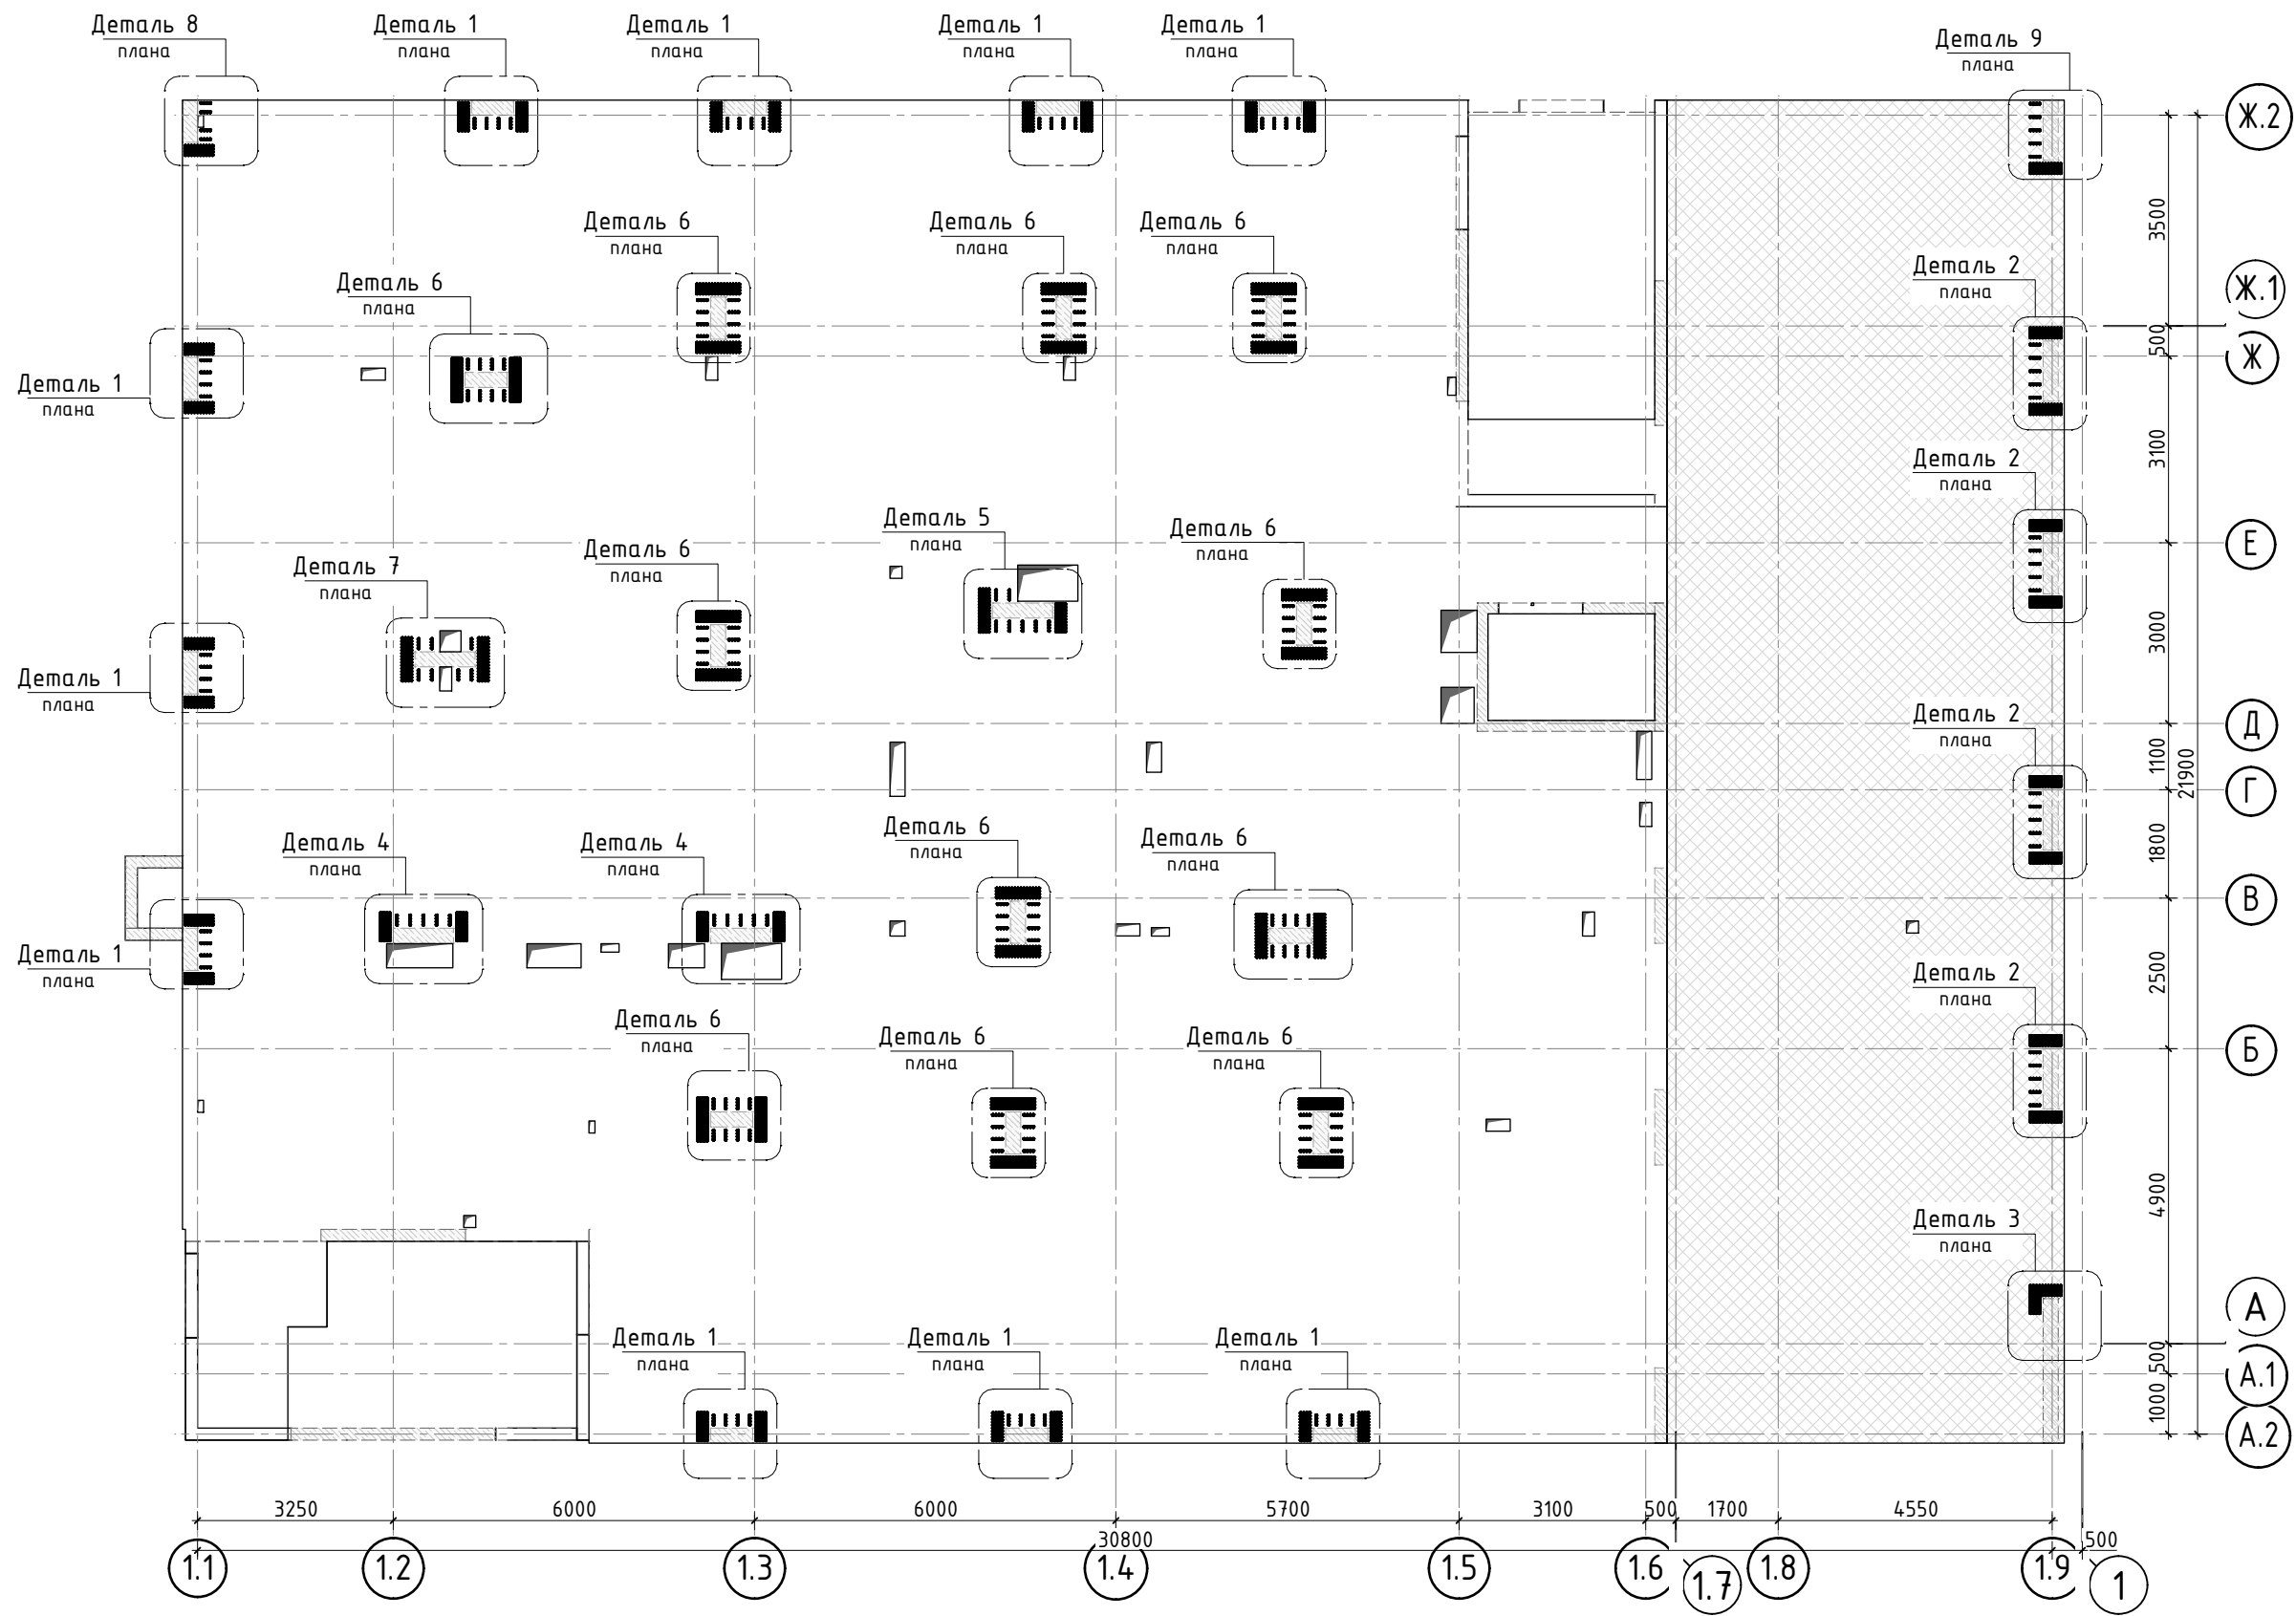 Деталь 8
плана
Деталь 1
плана
Деталь 1
плана
Деталь 1
плана
Деталь 1
плана
Деталь 9
плана
Ж.2
3500
Деталь 6
плана
Деталь 6
плана
Деталь 6
плана
Деталь 2
плана
Ж.1
Деталь 6
плана
500
Ж
Деталь 1
плана
3100
Деталь 2
плана
Деталь 5
плана
Деталь 6
плана
Е
Деталь 6
плана
Деталь 7
плана
3000
Деталь 1
плана
Деталь 2
плана
Д
1100
21900
Г
Деталь 4
плана
Деталь 4
плана
Деталь 6
плана
Деталь 6
плана
1800
В
Деталь 1
плана
2500
Деталь 2
плана
Деталь 6
плана
Деталь 6
плана
Деталь 6
плана
Б
4900
Деталь 3
плана
А
Деталь 1
плана
Деталь 1
плана
Деталь 1
плана
500
А.1
1000
А.2
3250
6000
6000
5700
3100
500
1700
4550
30800
500
1.1
1.2
1.3
1.4
1.5
1.6
1.7
1.8
1.9
1